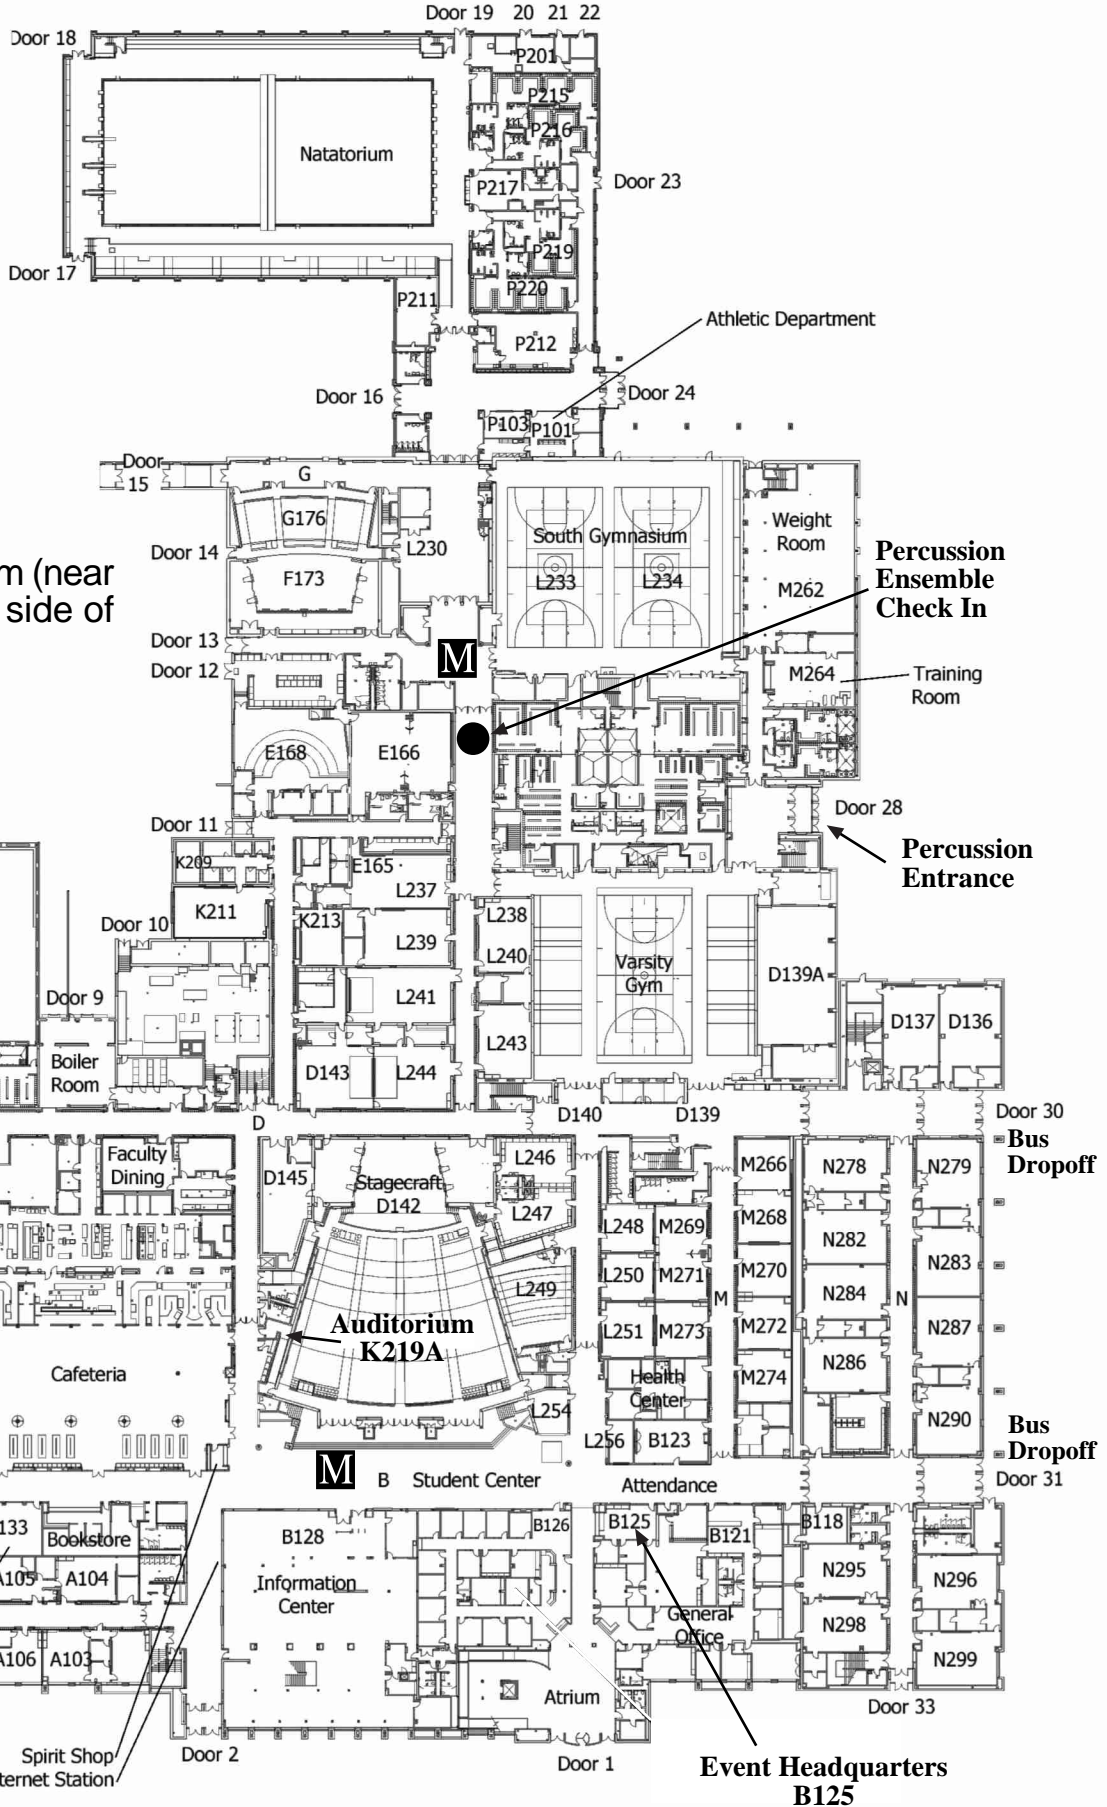 Door 19 20 21 22
Door 18
P201
P215
P216
Natatorium
P217
Door 23
P219
Door 17
P220
P211
Athletic Department
P212
Door 16
Door 24
P103
P101
Door
15
G
G176
South Gymnasium
Weight
Room
Door 14
L230
F173
L233
L234
M262
Percussion
Ensemble
Check In
(near
side of
Door 13
Door 12
M
M264
Training
Room
E168
E166
Door 28
Door 11
Percussion
Entrance
K209
E165
L237
K211
K213
L238
Door 10
L239
L240
Varsity
Gym
D139A
Door 9
L241
D137
D136
Boiler
Room
D143
L244
L243
D
D140
D139
Door 30
Bus
Dropoff
Faculty
Dining
D145
Stagecraft
D142
L246
M266
N278
N279
L247
L248
M269
M268
N282
L249
L250
M271
M270
N283
M
N284
N
Auditorium
K219A
L251
M273
M272
N287
Cafeteria
Health
Center
M274
N286
L254
N290
L256
B123
Bus
Dropoff
M
B
Student Center
Attendance
Door 31
133
Bookstore
B128
B126
B125
B121
B118
A105
A104
Information
Center
N295
N296
General
Office
N298
A106
A103
N299
Atrium
Door 33
Spirit Shop
Door 2
Door 1
Station
Event Headquarters
B125